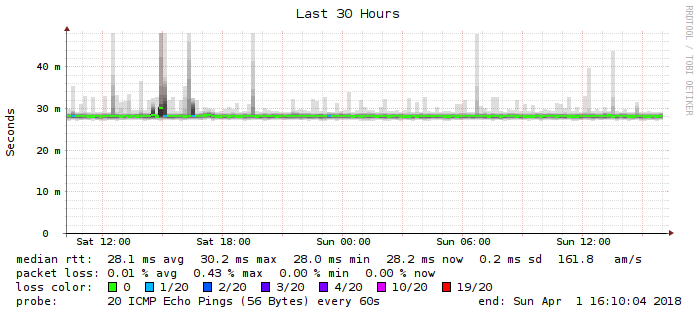 Last 30 Hours
RRDTOOL / TOBI OETIKER
Seconds
40 m
30 m
20 m
10 m
0
Sat 12:00 Sat 18:00 Sun 00:00 Sun 06:00 Sun 12:00
median rtt: 28.1 ms avg 30.2 ms max 28.0 ms min 28.2 ms now 0.2 ms sd 161.8 am/s
packet loss: 0.01 % avg 0.43 % max 0.00 % min 0.00 % now
loss color: 0 1/20 2/20 3/20 4/20 10/20 19/20
probe: 20 ICMP Echo Pings (56 Bytes) every 60s end: Sun Apr 1 16:10:04 2018